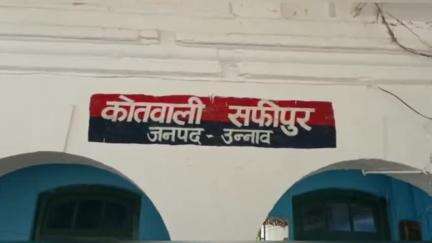 कोतवाली सफीपुर
जनपद - उन्नाव